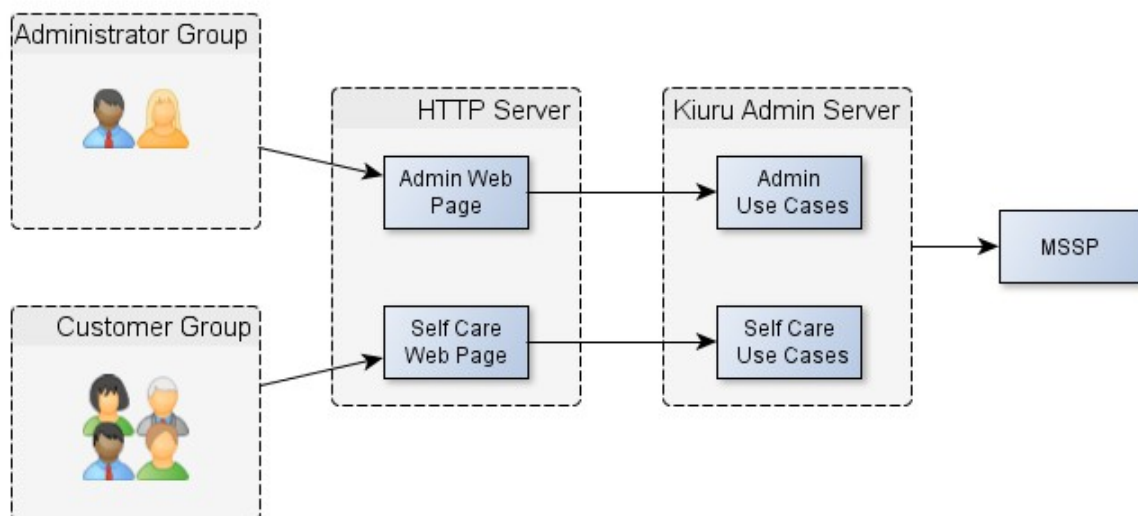 Administrator Group
HTTP Server
Kiuru Admin Server
Admin Web
Page
Admin
Use Cases
MSSP
Customer Group
Self Care
Web Page
Self Care
Use Cases